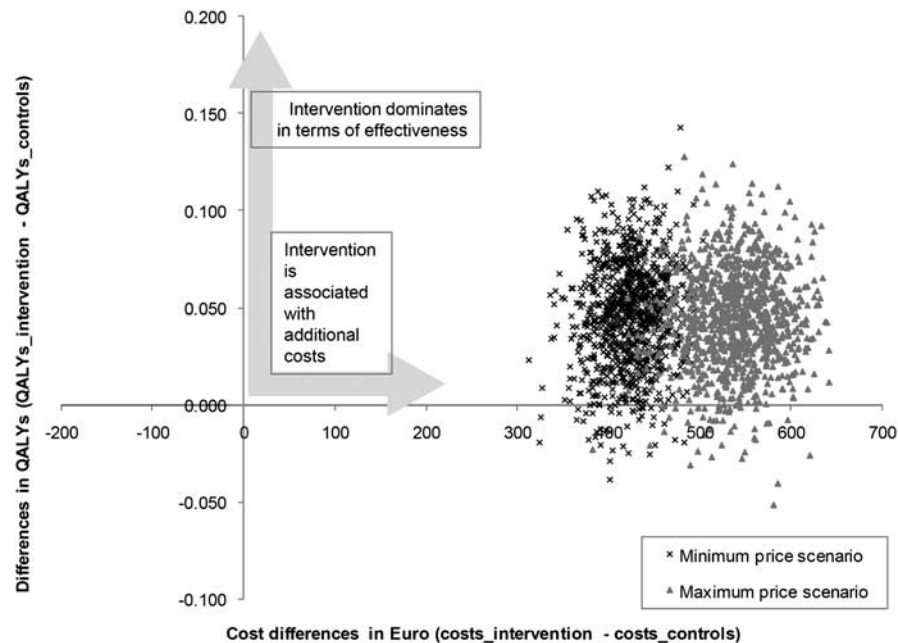 Differences in QALYs (QALYs_intervention - QALYs_controls)
0.200
0.150
0.100
0.050
0.000
-0.050
-0.100
Intervention dominates
in terms of effectiveness
Intervention
is
associated
with
additional
costs
-200 -100 0 100 200 300 400 500 600 700
Minimum price scenario
Maximum price scenario
Cost differences in Euro (costs_intervention - costs_controls)